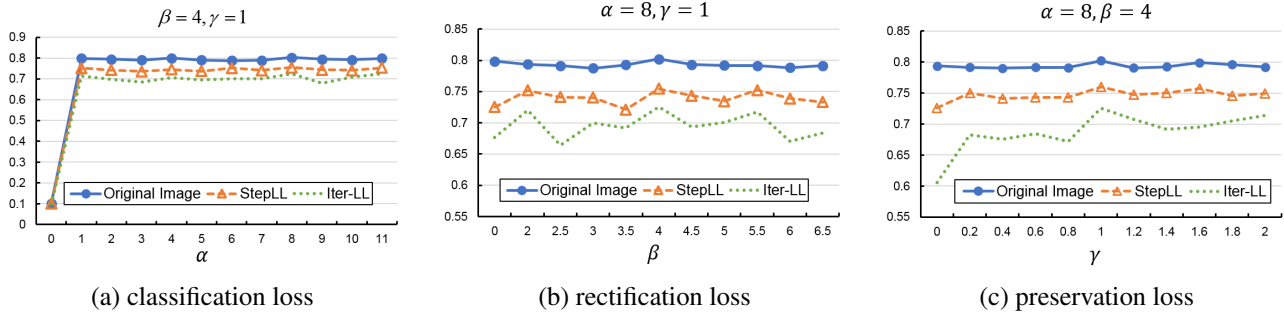 β = 4, γ = 1
0.9
0.8
0.7
0.6
0.5
0.4
0.3
0.2
0.1
0
Original Image StepLL Iter-LL
0 1 2 3 4 5 6 7 8 9 10 11
α
(a) classification loss
α = 8, γ = 1
0.85
0.8
0.75
0.7
0.65
0.6
0.55
Original Image StepLL Iter-LL
0 2 2.5 3 3.5 4 4.5 5 5.5 6 6.5
β
(b) rectification loss
α = 8, β = 4
0.85
0.8
0.75
0.7
0.65
0.6
0.55
Original Image StepLL Iter-LL
0 0.2 0.4 0.6 0.8 1 1.2 1.4 1.6 1.8 2
γ
(c) preservation loss